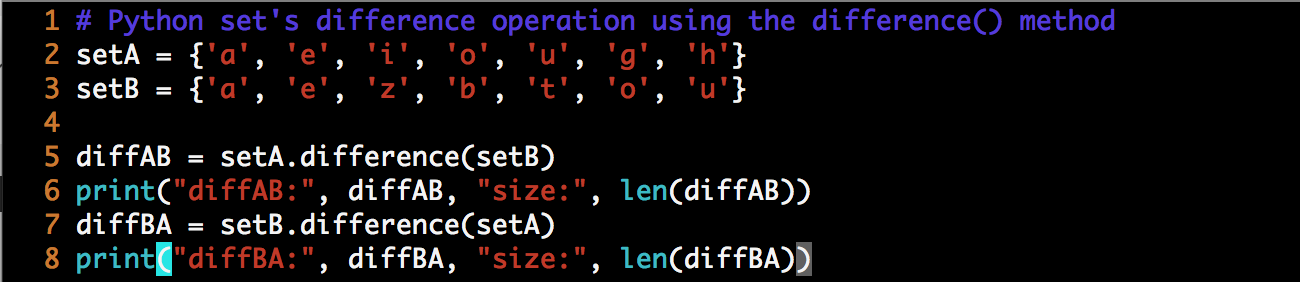 1 # Python set's difference operation using the difference() method
2 setA = {'a', 'e', 'i', 'o', 'u', 'g', 'h'}
3 setB = {'a', 'e', 'z', 'b', 't', 'o', 'u'}
4
5 diffAB = setA.difference(setB)
6 print("diffAB:", diffAB, "size:", len(diffAB))
7 diffBA = setB.difference(setA)
8 print("diffBA:", diffBA, "size:", len(diffBA))